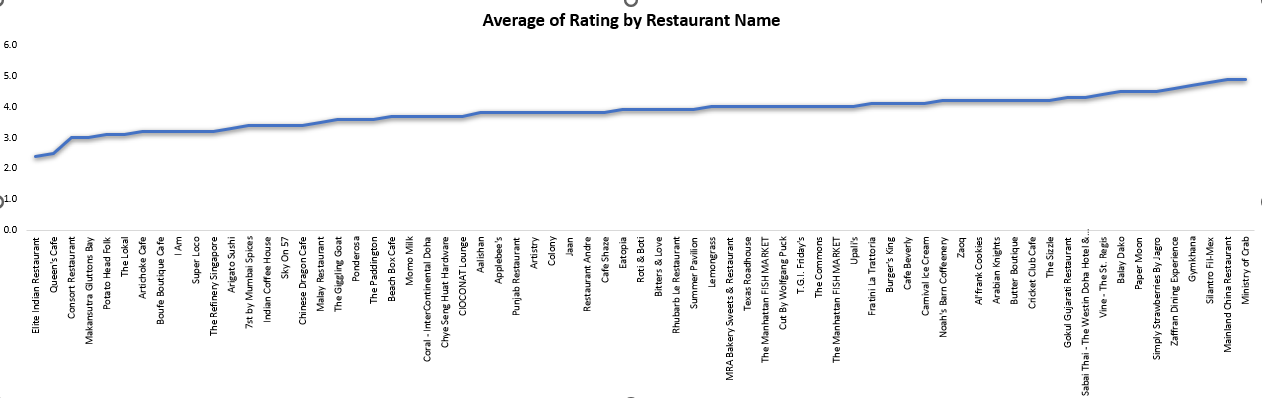 Average of Rating by Restaurant Name
6.0
5.0
4.0
3.0
2.0
1.0
0.0
Elite Indian Restaurant
Queen's Cafe
Consort Restaurant
Makansutra Gluttons Bay
Potato Head Folk
The Lokal
Artichoke Cafe
Boufe Boutique Cafe
I Am
Super Loco
The Refinery Singapore
Arigato Sushi
7st by Mumbai Spices
Indian Coffee House
Sky On 57
Chinese Dragon Cafe
Malay Restaurant
The Giggling Goat
Ponderosa
The Paddington
Beach Box Cafe
Momo Milk
Coral - InterContinental Doha
Chye Seng Huat Hardware
COCONAT Lounge
Aalishan
Applebee's
Punjab Restaurant
Artistry
Colony
Jaan
Restaurant Andre
Cafe Shaze
Eatopia
Roti & Boti
Bitters & Love
Rhubarb Le Restaurant
Summer Pavilion
Lemongrass
MRA Bakery Sweets & Restaurant
Texas Roadhouse
The Manhattan FISH MARKET
Cut By Wolfgang Puck
T.G.I. Friday's
The Commons
The Manhattan FISH MARKET
Upali's
Fratini La Trattoria
Burger's King
Cafe Beverly
Carnival Ice Cream
Noah's Barn Coffeenery
Zaoq
Al'frank Cookies
Arabian Knights
Butter Boutique
Cricket Club Cafe
The Sizzle
Gokul Gujarati Restaurant
Sabai Thai - The Westin Doha Hotel &...
Vine - The St. Regis
Balay Dako
Paper Moon
Simply Strawberries By Jagro
Zaffran Dining Experience
Gymkhana
Silantro Fil-Mex
Mainland China Restaurant
Ministry of Crab